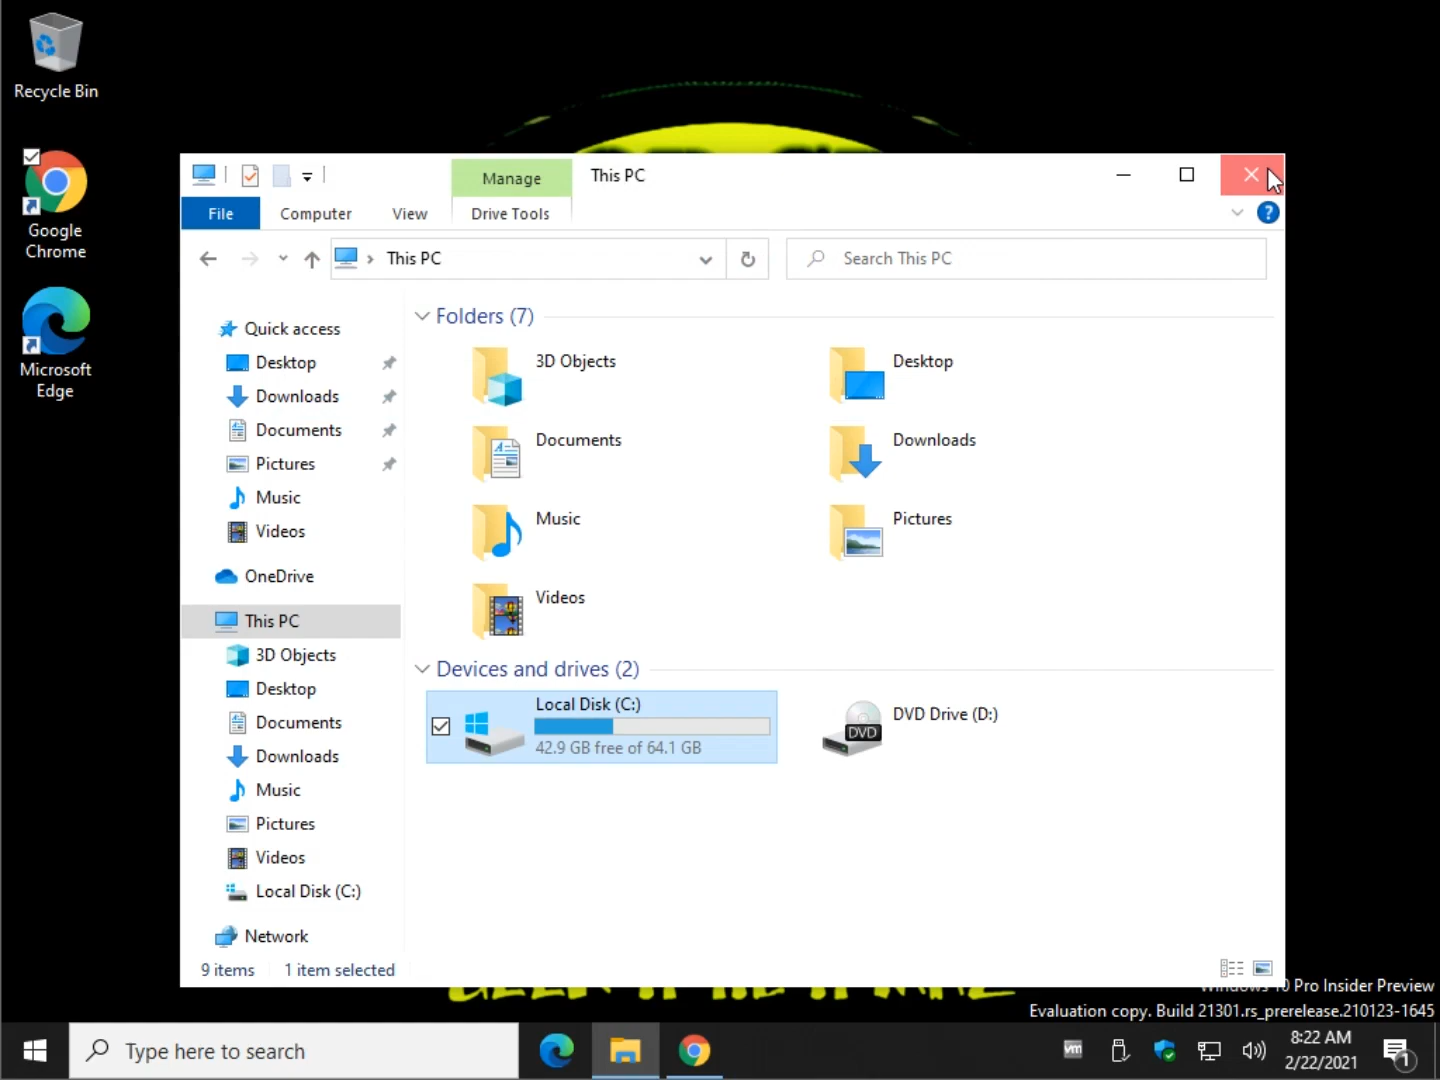 Recycle Bin
Google
Chrome
Microsoft
Edge
Manage
This PC
File
Computer
View
Drive Tools
This PC
Search This PC
Quick access
Desktop
Downloads
Documents
Pictures
Music
Videos
OneDrive
This PC
3D Objects
Desktop
Documents
Downloads
Music
Pictures
Videos
Local Disk (C:)
Network
Folders (7)
3D Objects
Desktop
Documents
Downloads
Music
Pictures
Videos
Devices and drives (2)
Local Disk (C:)
42.9 GB free of 64.1 GB
DVD
DVD Drive (D:)
9 items
1 item selected
Pro Insider Preview
Evaluation copy. Build 21301.rs_prerelease.210123-1645
Type here to search
vm
8:22 AM
2/22/2021
1